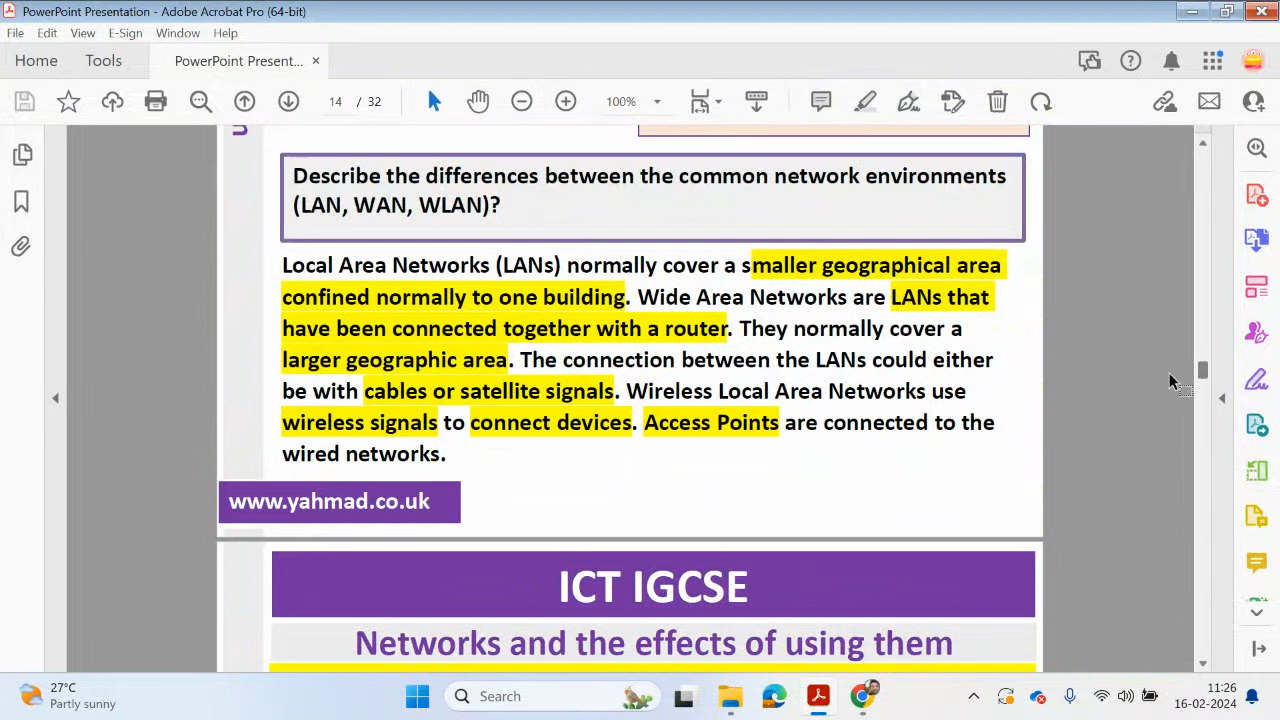 PowerPoint Presentation - Adobe Acrobat Pro (64-bit)
File Edit View E-Sign Window Help
Home Tools PowerPoint Present... ×
14 / 32 100%
Describe the differences between the common network environments
(LAN, WAN, WLAN)?
Local Area Networks (LANs) normally cover a smaller geographical area
confined normally to one building. Wide Area Networks are LANs that
have been connected together with a router. They normally cover a
larger geographic area. The connection between the LANs could either
be with cables or satellite signals. Wireless Local Area Networks use
wireless signals to connect devices. Access Points are connected to the
wired networks.
www.yahmad.co.uk
ICT IGCSE
Networks and the effects of using them
27°C
Partly sunny
Search
11:26
16-02-2024